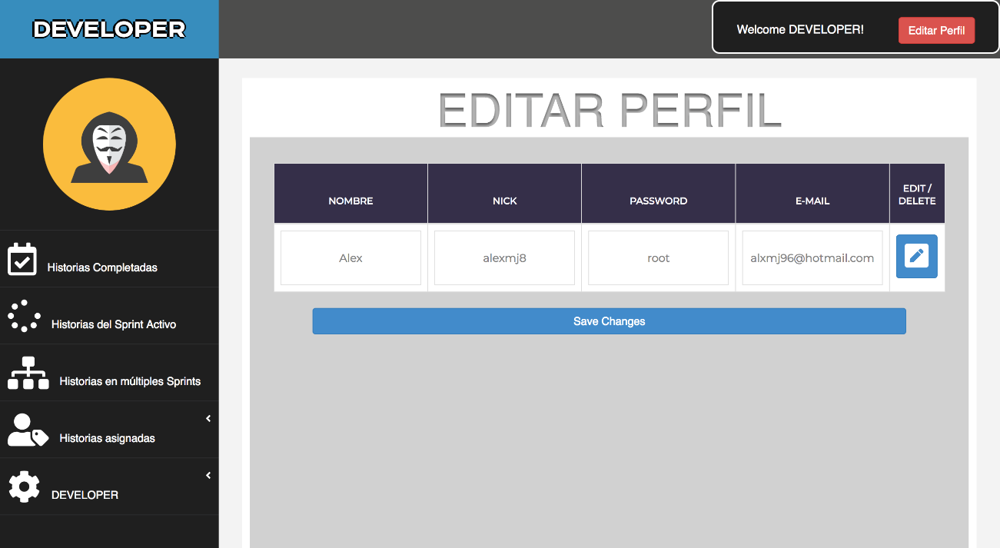 DEVELOPER
Welcome DEVELOPER!
Editar Perfil
EDITAR PERFIL
NOMBRE
NICK
PASSWORD
E-MAIL
EDIT /
DELETE
Alex
alexmj8
root
alxmj96@hotmail.com
Save Changes
Historias Completadas
Historias del Sprint Activo
Historias en múltiples Sprints
Historias asignadas
DEVELOPER